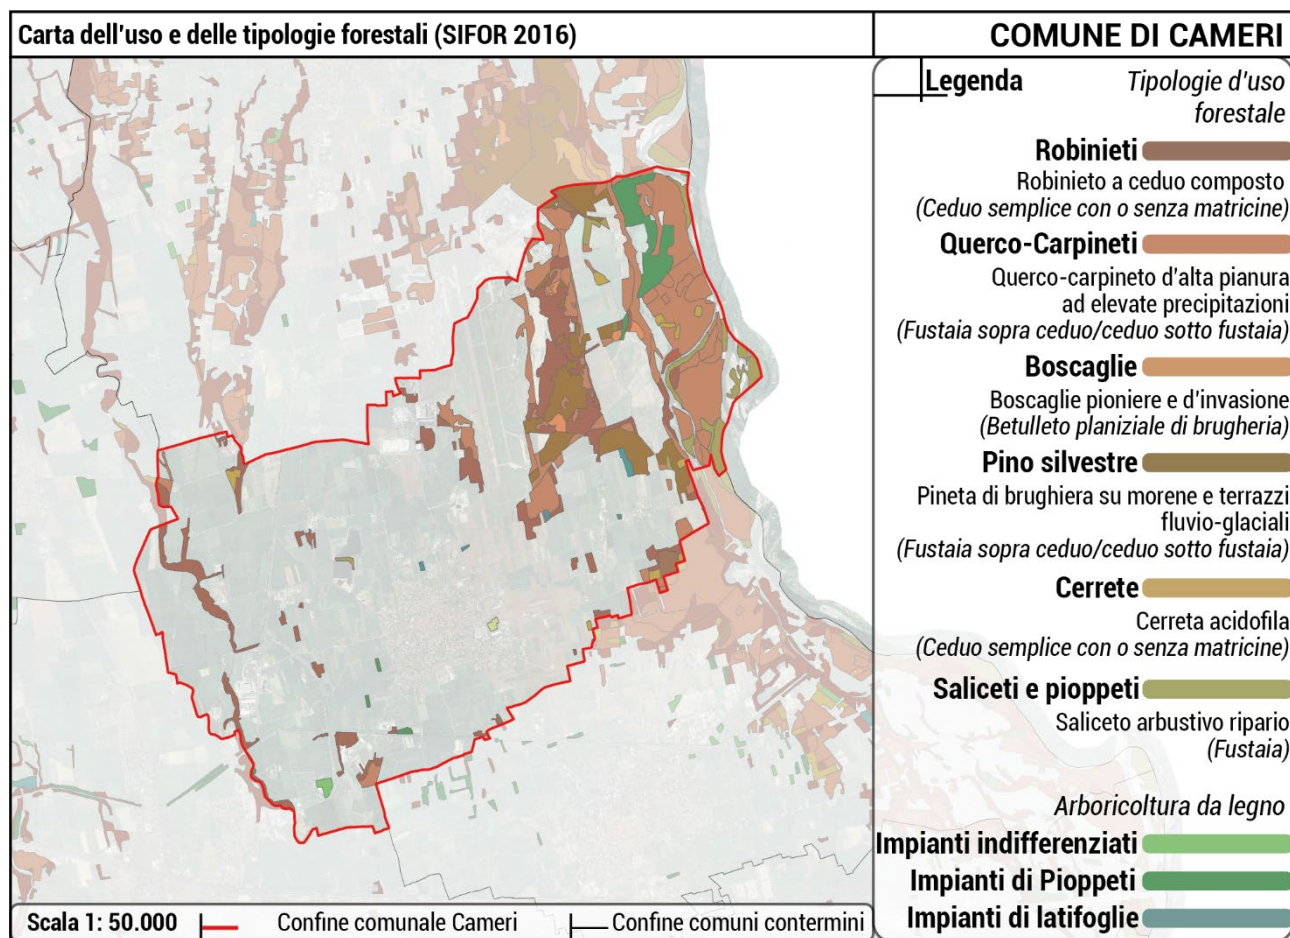 Carta dell'uso e delle tipologie forestali (SIFOR 2016)
COMUNE DI CAMERI
Legenda
Tipologie d'uso
forestale
Robinieti
Robinieto a ceduo composto
(Ceduo semplice con o senza matricine)
Querco-Carpineti
Querco-carpineto d'alta pianura
ad elevate precipitazioni
(Fustaia sopra ceduo/ceduo sotto fustaia)
Boscaglie
Boscaglie pioniere e d'invasione
(Betulleto planiziale di brugheria)
Pino silvestre
Pineta di brughiera su morene e terrazzi
fluvio-glaciali
(Fustaia sopra ceduo/ceduo sotto fustaia)
Cerrete
Cerreta acidofila
(Ceduo semplice con o senza matricine)
Saliceti e pioppeti
Saliceto arbustivo ripario
(Fustaia)
Arboricoltura da legno
Impianti indifferenziati
Impianti di Pioppeti
Impianti di latifoglie
Scala 1: 50.000
Confine comunale Cameri
Confine comuni contermini